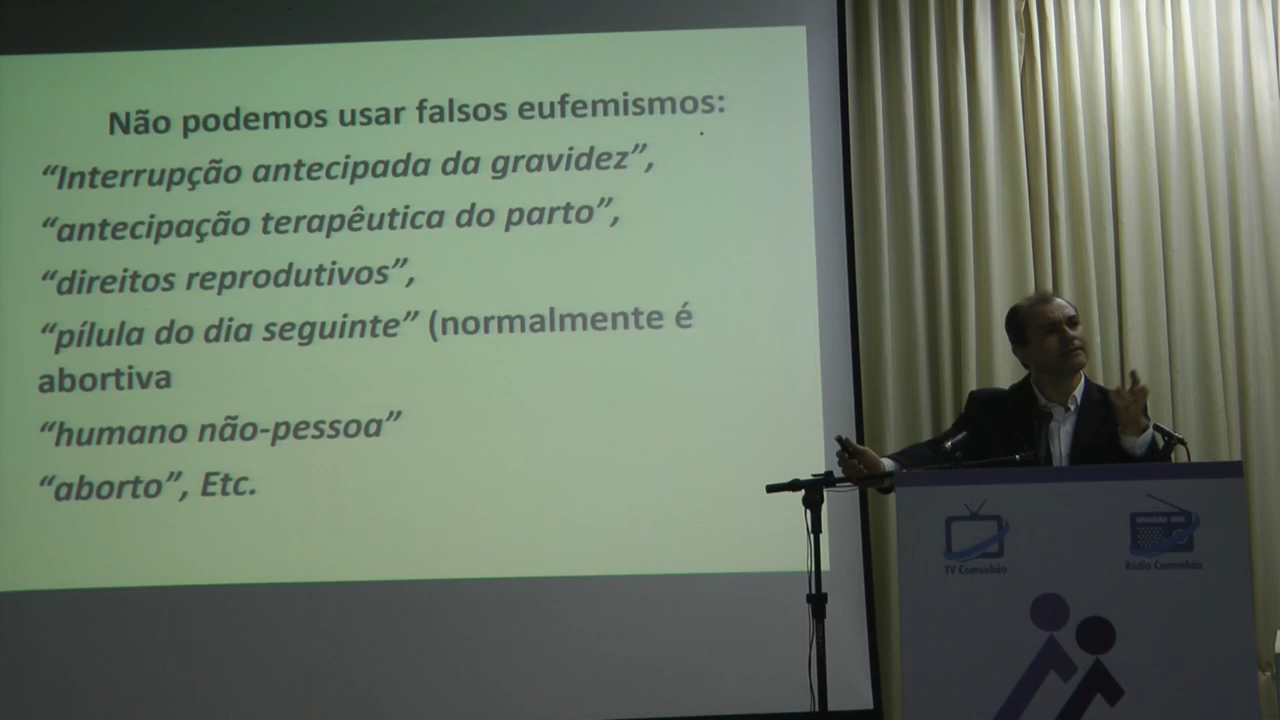 Não podemos usar falsos eufemismos:
“Interrupção antecipada da gravidez”,
“antecipação terapêutica do parto”,
“direitos reprodutivos”,
“pílula do dia seguinte” (normalmente é
abortiva
“humano não-pessoa”
“aborto”, Etc.
TV Comunhão
Rádio Comunhão